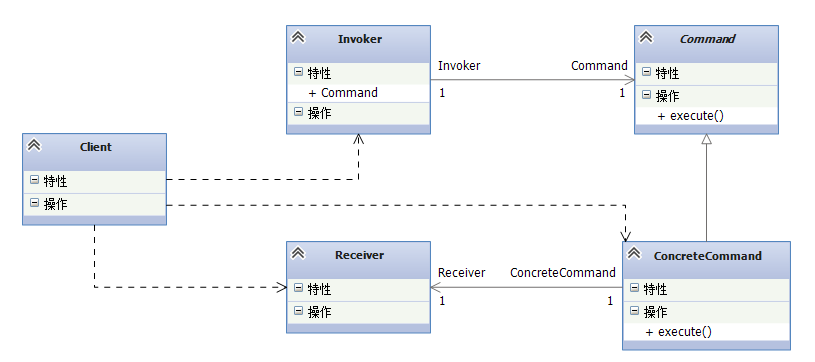 Invoker
特性
+ Command
操作
Invoker
Command
1
1
Command
特性
操作
+ execute()
Client
特性
操作
Receiver
特性
操作
Receiver
ConcreteCommand
1
1
ConcreteCommand
特性
操作
+ execute()